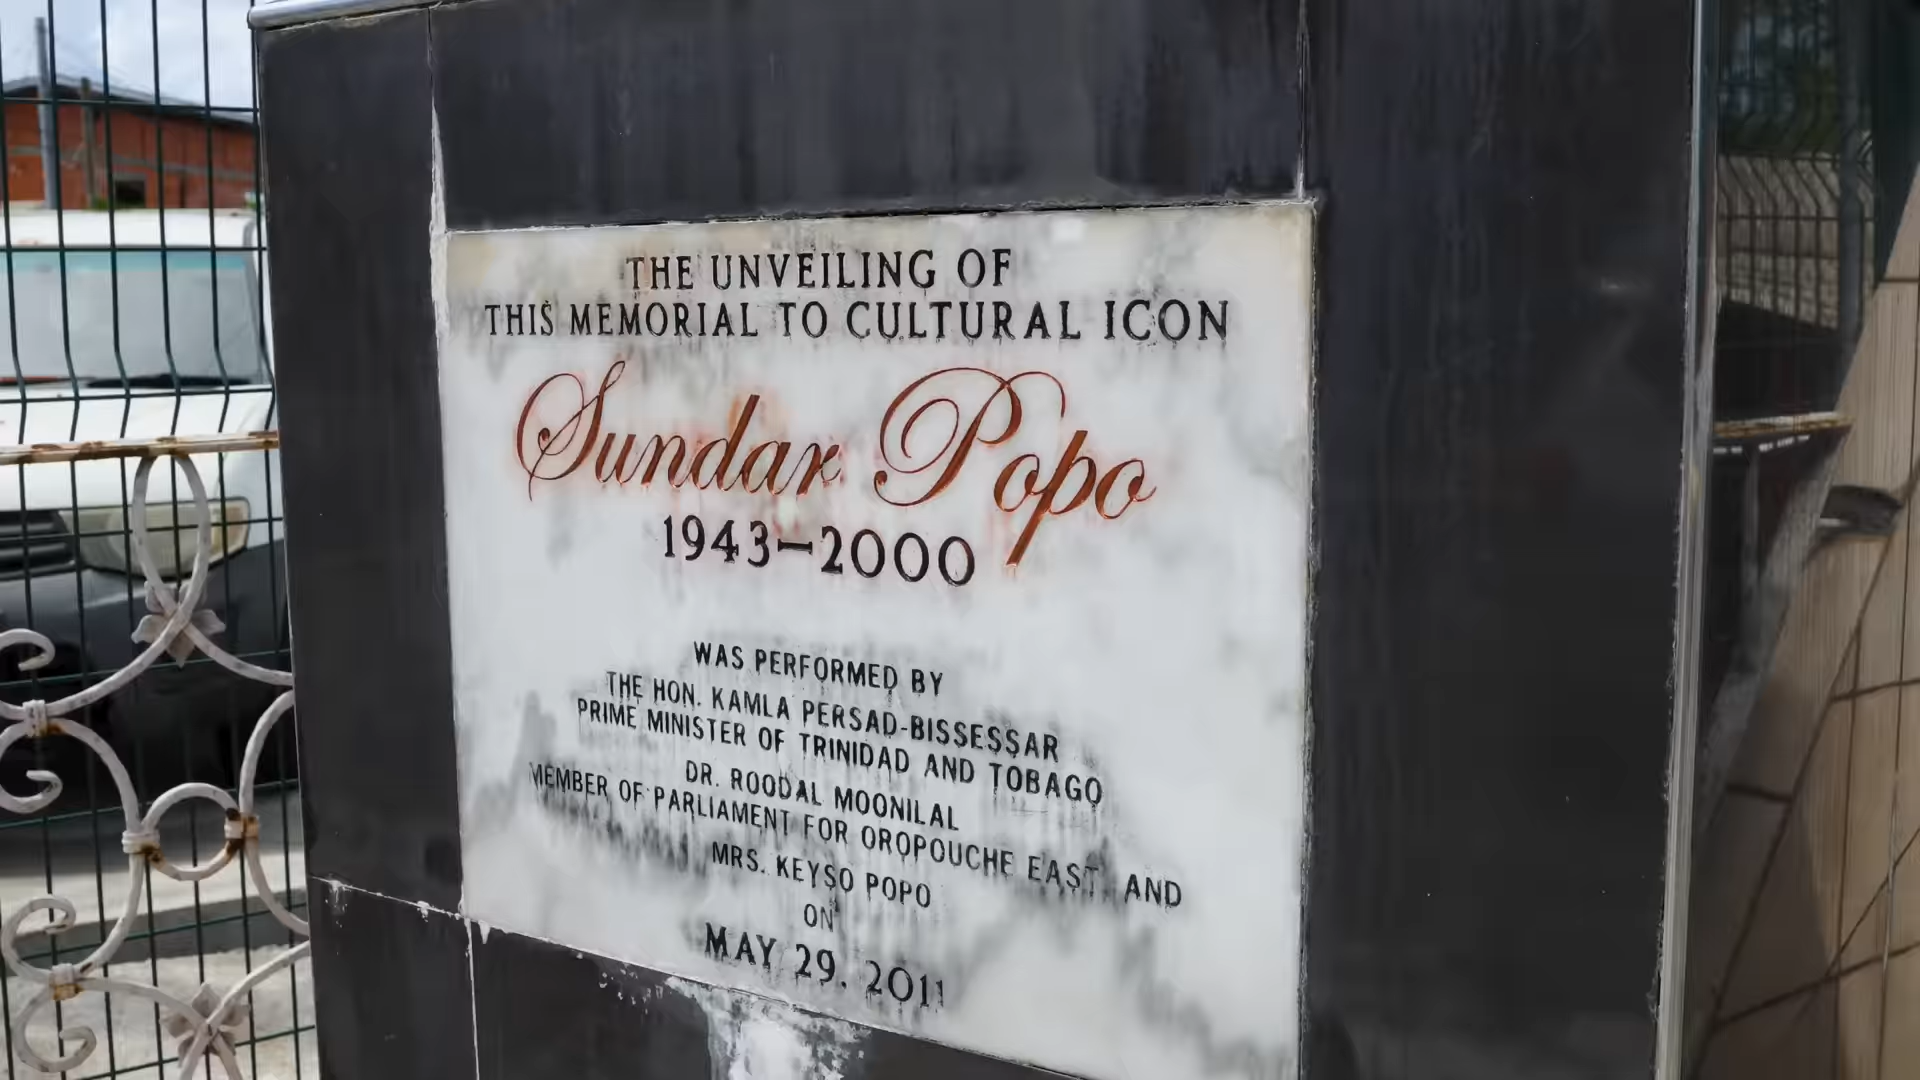 THE UNVEILING OF
THIS MEMORIAL TO CULTURAL ICON
Sundar Popo
1943-2000
WAS PERFORMED BY
THE HON. KAMLA PERSAD-BISSESSAR
PRIME MINISTER OF TRINIDAD AND TOBAGO
DR. ROODAL MOONILAL
MEMBER OF PARLIAMENT FOR OROPOUCHE EAST, AND
MRS. KEYSO POPO
ON
MAY 29, 2011